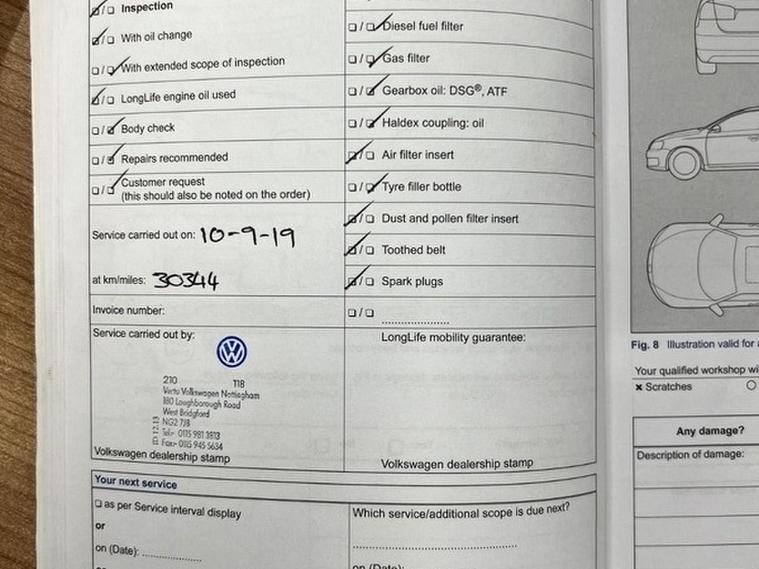 ☑/☐ Inspection
☑/☐ With oil change
☐/☑ With extended scope of inspection
☑/☐ LongLife engine oil used
☐/☑ Body check
☐/☑ Repairs recommended
☐/☑ Customer request
(this should also be noted on the order)
Service carried out on: 10-9-19
at km/miles: 30344
Invoice number:
Service carried out by:
210 118
Vertu Volkswagen Nottingham
180 Loughborough Road
West Bridgford
NG2 7JB
Tel:- 0115 981 3813
Fax:- 0115 945 5634
Volkswagen dealership stamp
☐/☑ Diesel fuel filter
☐/☑ Gas filter
☐/☑ Gearbox oil: DSG®, ATF
☐/☑ Haldex coupling: oil
☑/☐ Air filter insert
☐/☑ Tyre filler bottle
☑/☐ Dust and pollen filter insert
☑/☐ Toothed belt
☑/☐ Spark plugs
☐/☐ ....................
LongLife mobility guarantee:
Volkswagen dealership stamp
Your next service
☐ as per Service interval display
or
on (Date): ..................
Which service/additional scope is due next?
..................................................
on (Date):
Fig. 8 Illustration valid for
Your qualified workshop
× Scratches
Any damage?
Description of damage: